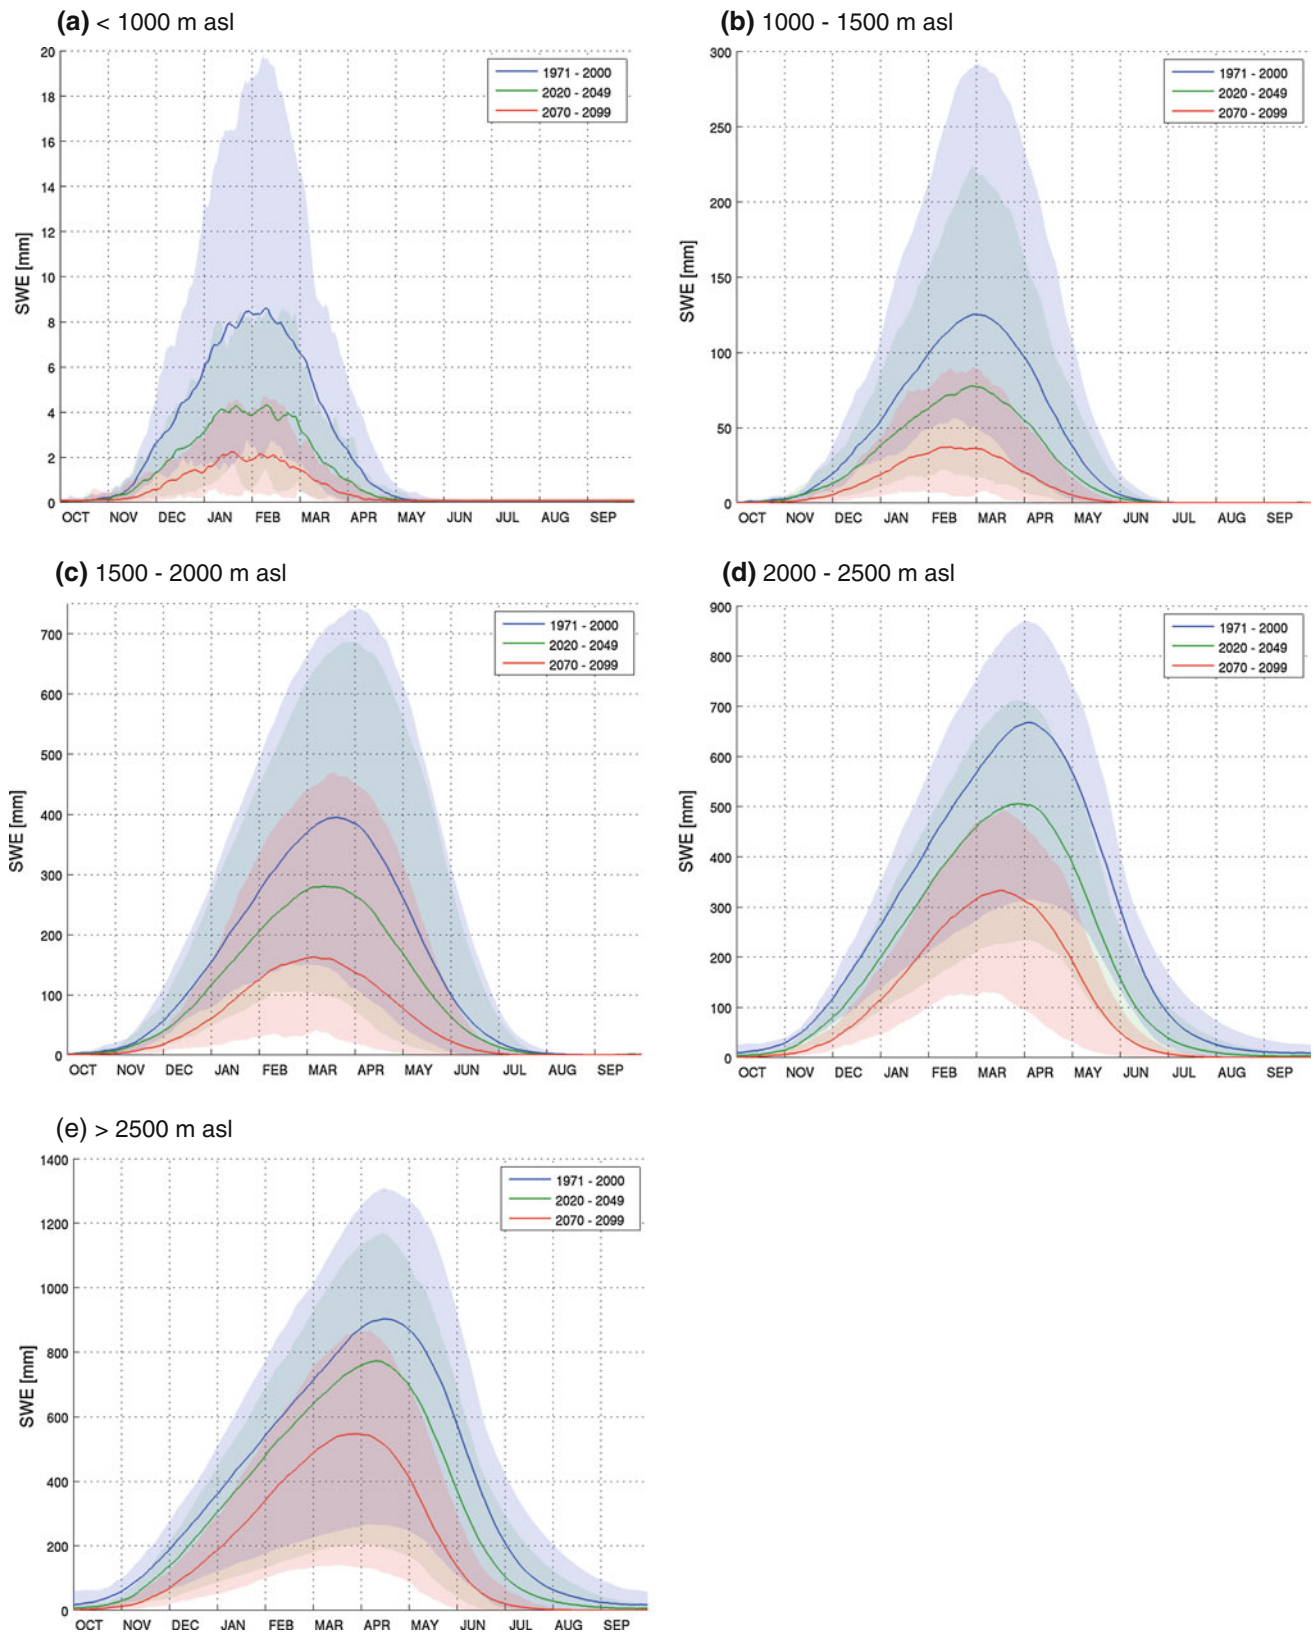 (a) < 1000 m asl
20
18
16
14
12
10
8
6
4
2
0
SWE [mm]
1971 - 2000
2020 - 2049
2070 - 2099
OCT NOV DEC JAN FEB MAR APR MAY JUN JUL AUG SEP
(b) 1000 - 1500 m asl
300
250
200
150
100
50
0
SWE [mm]
1971 - 2000
2020 - 2049
2070 - 2099
OCT NOV DEC JAN FEB MAR APR MAY JUN JUL AUG SEP
(c) 1500 - 2000 m asl
700
600
500
400
300
200
100
0
SWE [mm]
1971 - 2000
2020 - 2049
2070 - 2099
OCT NOV DEC JAN FEB MAR APR MAY JUN JUL AUG SEP
(d) 2000 - 2500 m asl
900
800
700
600
500
400
300
200
100
0
SWE [mm]
1971 - 2000
2020 - 2049
2070 - 2099
OCT NOV DEC JAN FEB MAR APR MAY JUN JUL AUG SEP
(e) > 2500 m asl
1400
1200
1000
800
600
400
200
0
SWE [mm]
1971 - 2000
2020 - 2049
2070 - 2099
OCT NOV DEC JAN FEB MAR APR MAY JUN JUL AUG SEP